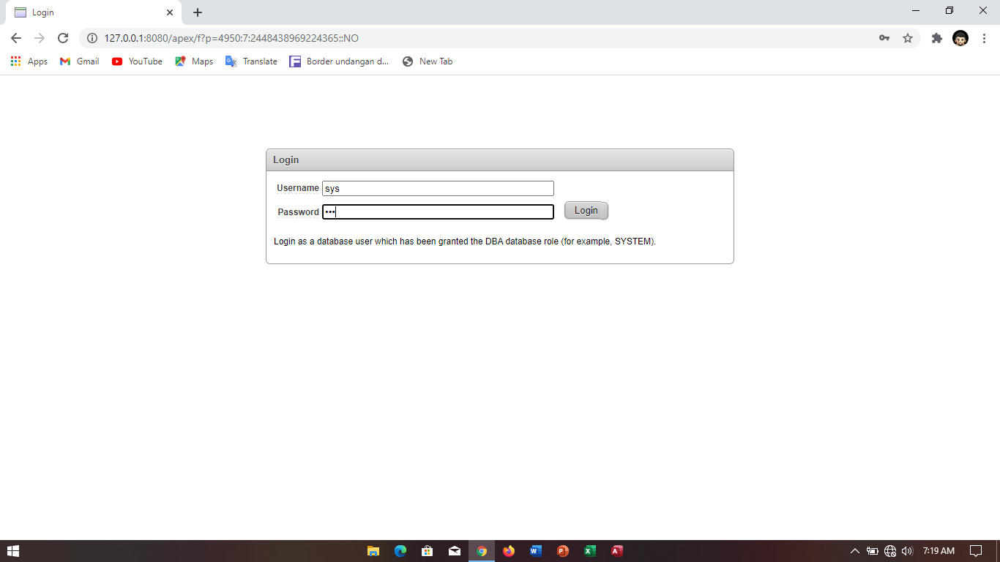 Login
127.0.0.1:8080/apex/f?p=4950:7:2448438969224365::NO
Apps Gmail YouTube Maps Translate Border undangan d... New Tab
Login
Username sys
Password •••
Login
Login as a database user which has been granted the DBA database role (for example, SYSTEM).
7:19 AM